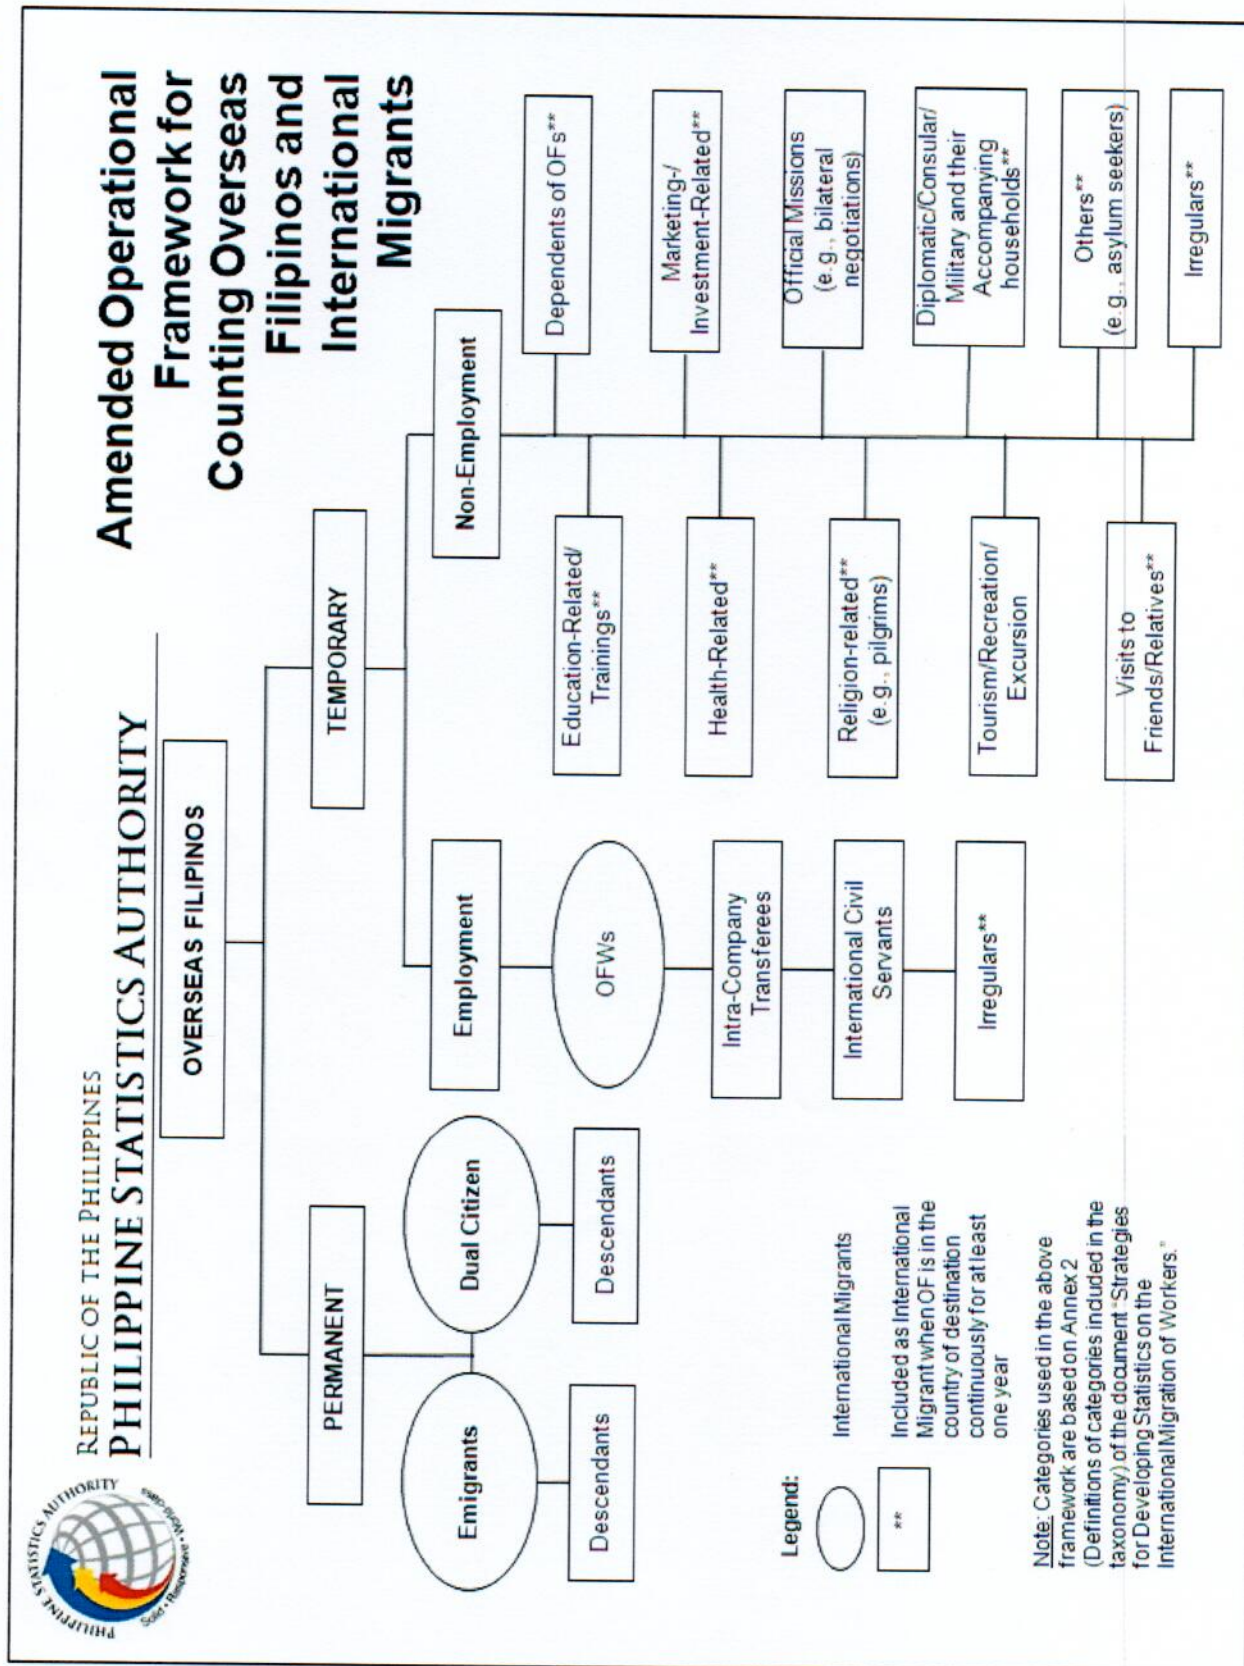 PHILIPPINE STATISTICS AUTHORITY
Solid • Responsive • World-class
REPUBLIC OF THE PHILIPPINES
PHILIPPINE STATISTICS AUTHORITY
Amended Operational
Framework for
Counting Overseas
Filipinos and
International
Migrants
OVERSEAS FILIPINOS
PERMANENT
TEMPORARY
Emigrants
Dual Citizen
Descendants
Descendants
Employment
OFWs
Intra-Company
Transferees
International Civil
Servants
Irregulars**
Non-Employment
Education-Related/
Trainings**
Health-Related**
Religion-related**
(e.g., pilgrims)
Tourism/Recreation/
Excursion
Visits to
Friends/Relatives**
Dependents of OFs**
Marketing-/
Investment-Related**
Official Missions
(e.g., bilateral
negotiations)
Diplomatic/Consular/
Military and their
Accompanying
households**
Others**
(e.g., asylum seekers)
Irregulars**
Legend:
International Migrants
**
Included as International
Migrant when OF is in the
country of destination
continuously for at least
one year
Note: Categories used in the above
framework are based on Annex 2
(Definitions of categories included in the
taxonomy) of the document "Strategies
for Developing Statistics on the
International Migration of Workers."